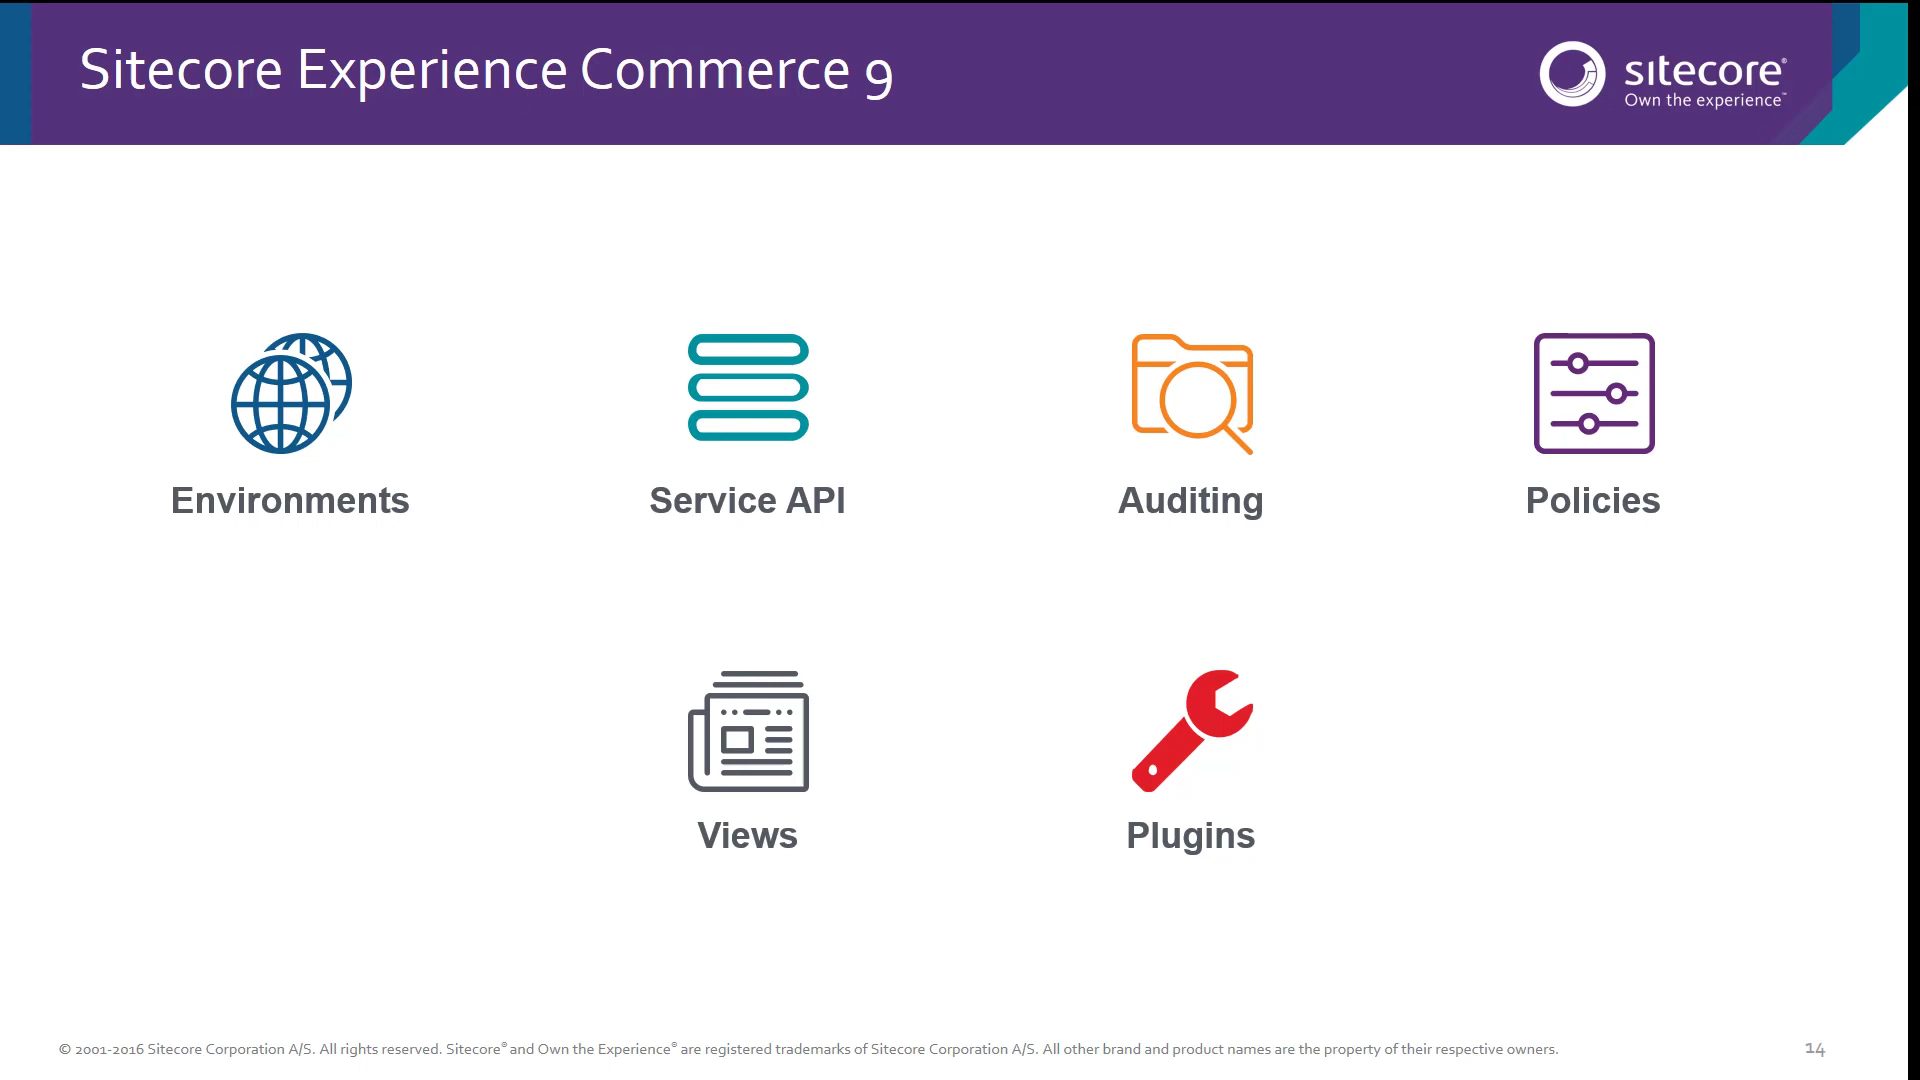 Sitecore Experience Commerce 9
sitecore®
Own the experience™
Environments
Service API
Auditing
Policies
Views
Plugins
© 2001-2016 Sitecore Corporation A/S. All rights reserved. Sitecore® and Own the Experience® are registered trademarks of Sitecore Corporation A/S. All other brand and product names are the property of their respective owners.
14